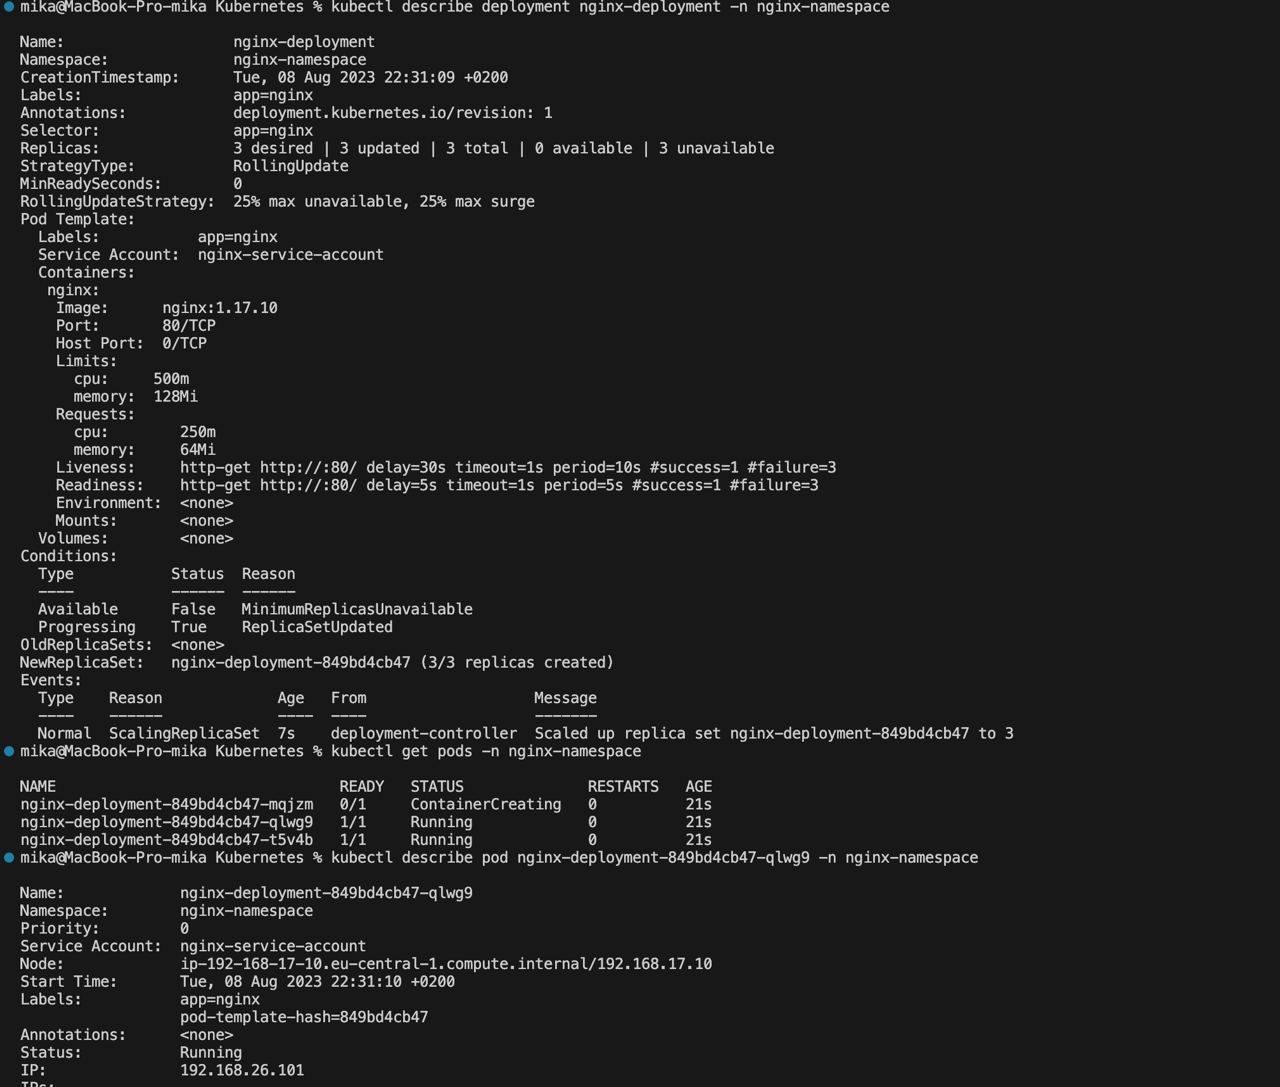 mika@MacBook-Pro-mika Kubernetes % kubectl describe deployment nginx-deployment -n nginx-namespace
Name:                   nginx-deployment
Namespace:              nginx-namespace
CreationTimestamp:      Tue, 08 Aug 2023 22:31:09 +0200
Labels:                 app=nginx
Annotations:            deployment.kubernetes.io/revision: 1
Selector:               app=nginx
Replicas:               3 desired | 3 updated | 3 total | 0 available | 3 unavailable
StrategyType:           RollingUpdate
MinReadySeconds:        0
RollingUpdateStrategy:  25% max unavailable, 25% max surge
Pod Template:
  Labels:           app=nginx
  Service Account:  nginx-service-account
  Containers:
   nginx:
    Image:      nginx:1.17.10
    Port:       80/TCP
    Host Port:  0/TCP
    Limits:
      cpu:     500m
      memory:  128Mi
    Requests:
      cpu:        250m
      memory:     64Mi
    Liveness:     http-get http://:80/ delay=30s timeout=1s period=10s #success=1 #failure=3
    Readiness:    http-get http://:80/ delay=5s timeout=1s period=5s #success=1 #failure=3
    Environment:  <none>
    Mounts:       <none>
  Volumes:        <none>
Conditions:
  Type           Status  Reason
  ----           ------  ------
  Available      False   MinimumReplicasUnavailable
  Progressing    True    ReplicaSetUpdated
OldReplicaSets:  <none>
NewReplicaSet:   nginx-deployment-849bd4cb47 (3/3 replicas created)
Events:
  Type    Reason             Age   From                   Message
  ----    ------             ----  ----                   -------
  Normal  ScalingReplicaSet  7s    deployment-controller  Scaled up replica set nginx-deployment-849bd4cb47 to 3
mika@MacBook-Pro-mika Kubernetes % kubectl get pods -n nginx-namespace
NAME                                READY   STATUS              RESTARTS   AGE
nginx-deployment-849bd4cb47-mqjzm   0/1     ContainerCreating   0          21s
nginx-deployment-849bd4cb47-qlwg9   1/1     Running             0          21s
nginx-deployment-849bd4cb47-t5v4b   1/1     Running             0          21s
mika@MacBook-Pro-mika Kubernetes % kubectl describe pod nginx-deployment-849bd4cb47-qlwg9 -n nginx-namespace
Name:             nginx-deployment-849bd4cb47-qlwg9
Namespace:        nginx-namespace
Priority:         0
Service Account:  nginx-service-account
Node:             ip-192-168-17-10.eu-central-1.compute.internal/192.168.17.10
Start Time:       Tue, 08 Aug 2023 22:31:10 +0200
Labels:           app=nginx
                  pod-template-hash=849bd4cb47
Annotations:      <none>
Status:           Running
IP:               192.168.26.101
IPs: